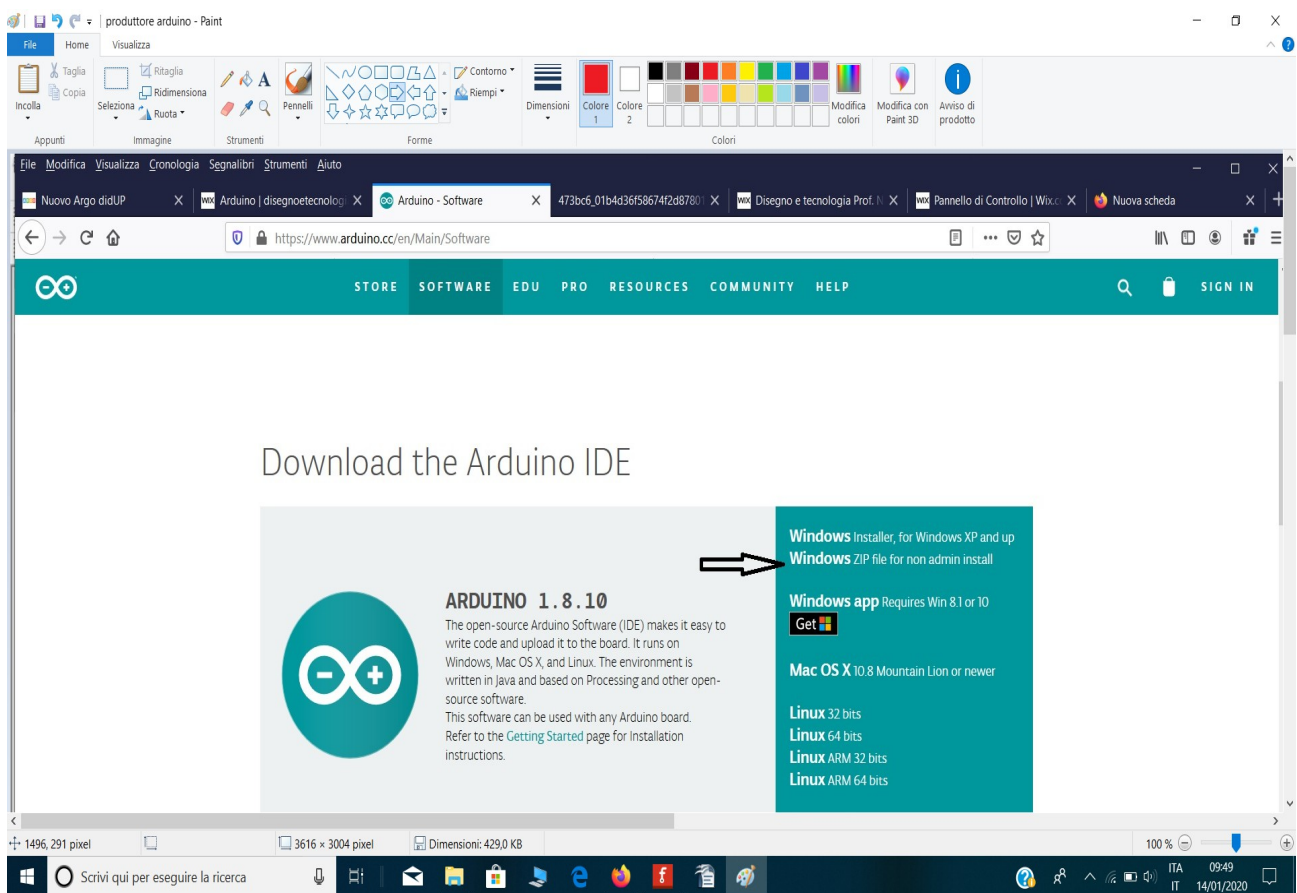 produttore arduino - Paint
File Home Visualizza
Incolla
Taglia
Copia
Appunti
Seleziona
Ritaglia
Ridimensiona
Ruota
Immagine
A
Strumenti
Pennelli
Contorno
Riempi
Forme
Dimensioni
Colore 1
Colore 2
Modifica colori
Colori
Modifica con Paint 3D
Avviso di prodotto
File Modifica Visualizza Cronologia Segnalibri Strumenti Aiuto
Nuovo Argo didUP
WIX Arduino | disegnoetecnologi
Arduino - Software
473bc6_01b4d36f58674f2d8780
WIX Disegno e tecnologia Prof.
WIX Pannello di Controllo | Wix.c
Nuova scheda
https://www.arduino.cc/en/Main/Software
STORE SOFTWARE EDU PRO RESOURCES COMMUNITY HELP SIGN IN
Download the Arduino IDE
ARDUINO 1.8.10
The open-source Arduino Software (IDE) makes it easy to
write code and upload it to the board. It runs on
Windows, Mac OS X, and Linux. The environment is
written in Java and based on Processing and other open-
source software.
This software can be used with any Arduino board.
Refer to the Getting Started page for Installation
instructions.
Windows Installer, for Windows XP and up
Windows ZIP file for non admin install
Windows app Requires Win 8.1 or 10
Get
Mac OS X 10.8 Mountain Lion or newer
Linux 32 bits
Linux 64 bits
Linux ARM 32 bits
Linux ARM 64 bits
1496, 291 pixel
3616 × 3004 pixel
Dimensioni: 429,0 KB
100 %
Scrivi qui per eseguire la ricerca
ITA
IT
09:49
14/01/2020